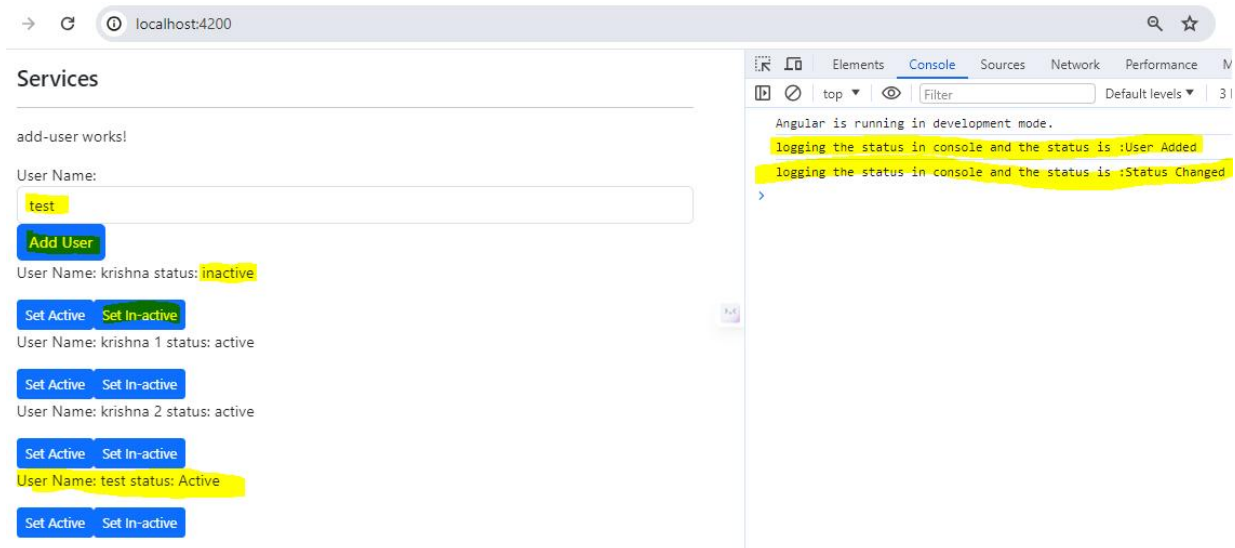 localhost:4200
Services
add-user works!
User Name:
test
Add User
User Name: krishna status: inactive
Set Active Set In-active
User Name: krishna 1 status: active
Set Active Set In-active
User Name: krishna 2 status: active
Set Active Set In-active
User Name: test status: Active
Set Active Set In-active
Elements Console Sources Network Performance M
top Filter Default levels 3
Angular is running in development mode.
logging the status in console and the status is :User Added
logging the status in console and the status is :Status Changed